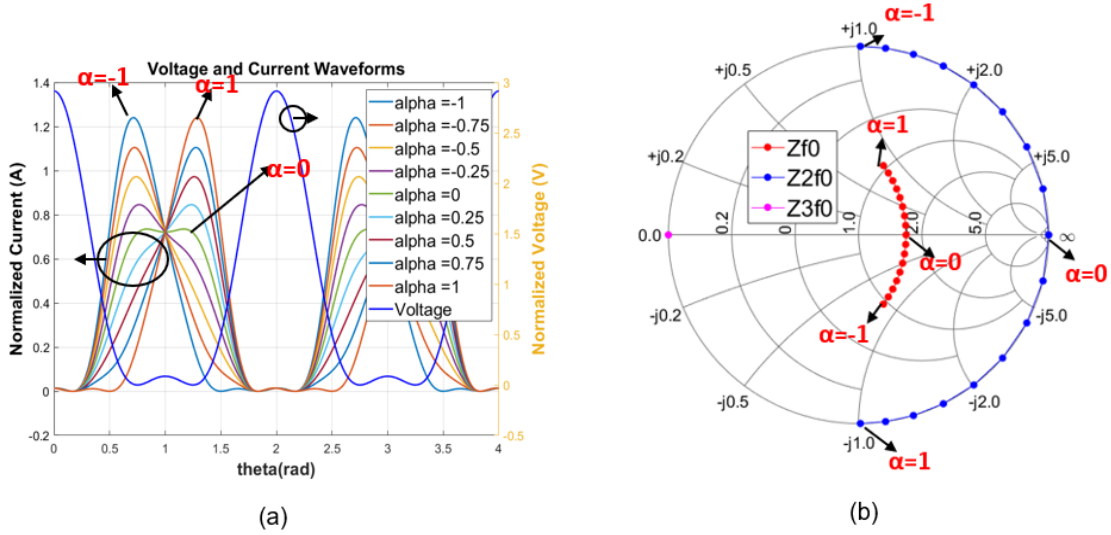 Voltage and Current Waveforms
α=-1
α=1
α=0
1.4
1.2
1
0.8
0.6
0.4
0.2
0
-0.2
Normalized Current (A)
0
0.5
1
1.5
2
2.5
3
3.5
4
theta(rad)
3
2.5
2
1.5
1
0.5
0
-0.5
Normalized Voltage (V)
alpha =-1
alpha =-0.75
alpha =-0.5
alpha =-0.25
alpha =0
alpha =0.25
alpha =0.5
alpha =0.75
alpha =1
Voltage
(a)
α=-1
+j1.0
+j0.5
+j2.0
+j0.2
+j5.0
0.0
0.2
0
1.0
2.0
5.0
∞
-j0.2
-j5.0
-j0.5
-j2.0
-j1.0
Zf0
Z2f0
Z3f0
α=1
α=0
α=0
α=-1
α=1
(b)